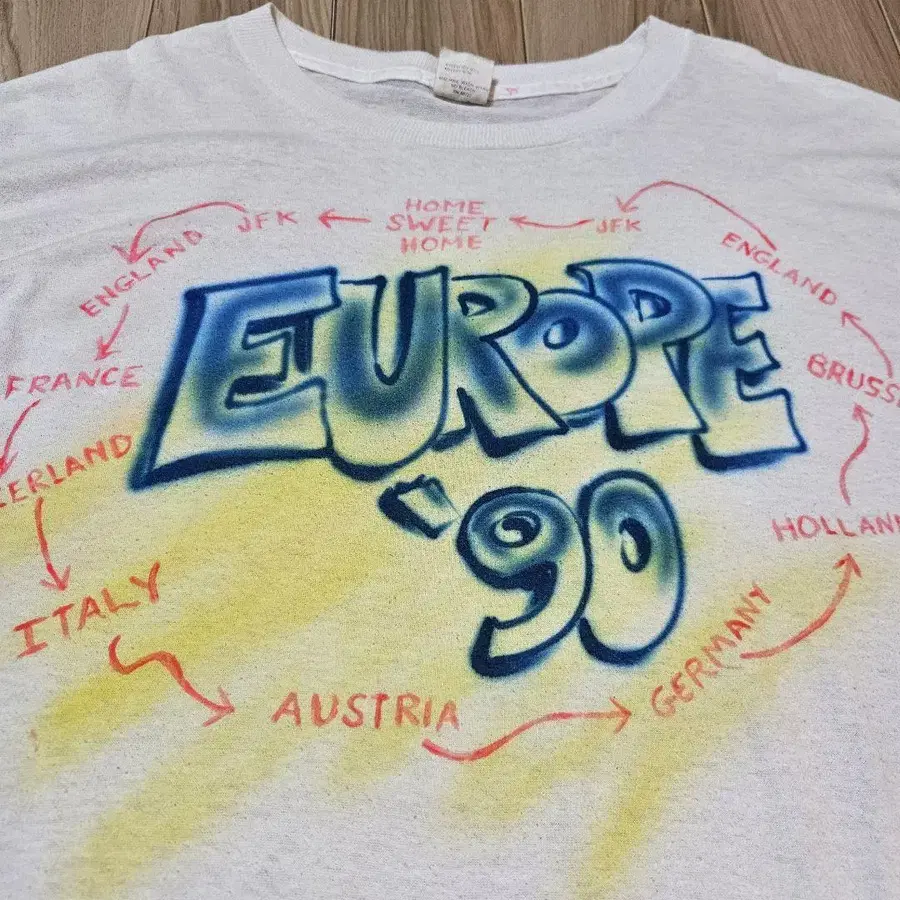 HOME
SWEET
HOME
JFK
ENGLAND
FRANCE
ERLAND
ITALY
AUSTRIA
GERMANY
HOLLAN
BRUSS
ENGLAND
JFK
EUROPE
'90